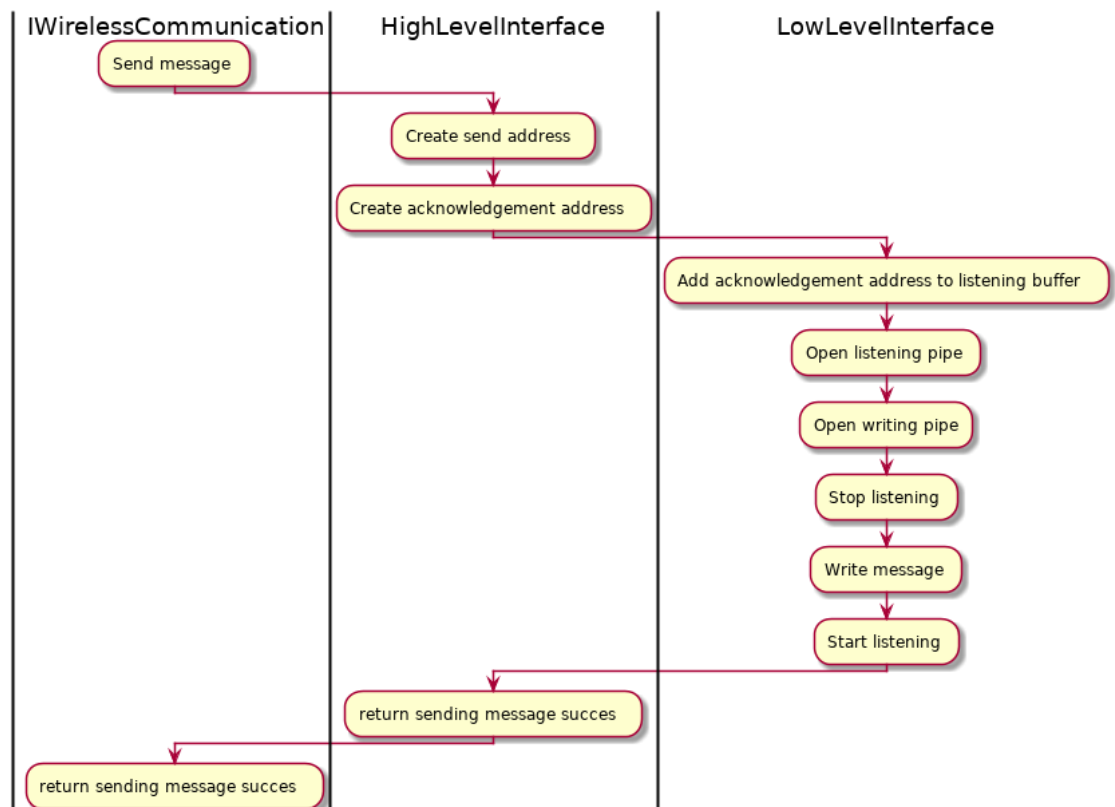 IWirelessCommunication
HighLevelInterface
LowLevelInterface
Send message
Create send address
Create acknowledgement address
Add acknowledgement address to listening buffer
Open listening pipe
Open writing pipe
Stop listening
Write message
Start listening
return sending message succes
return sending message succes